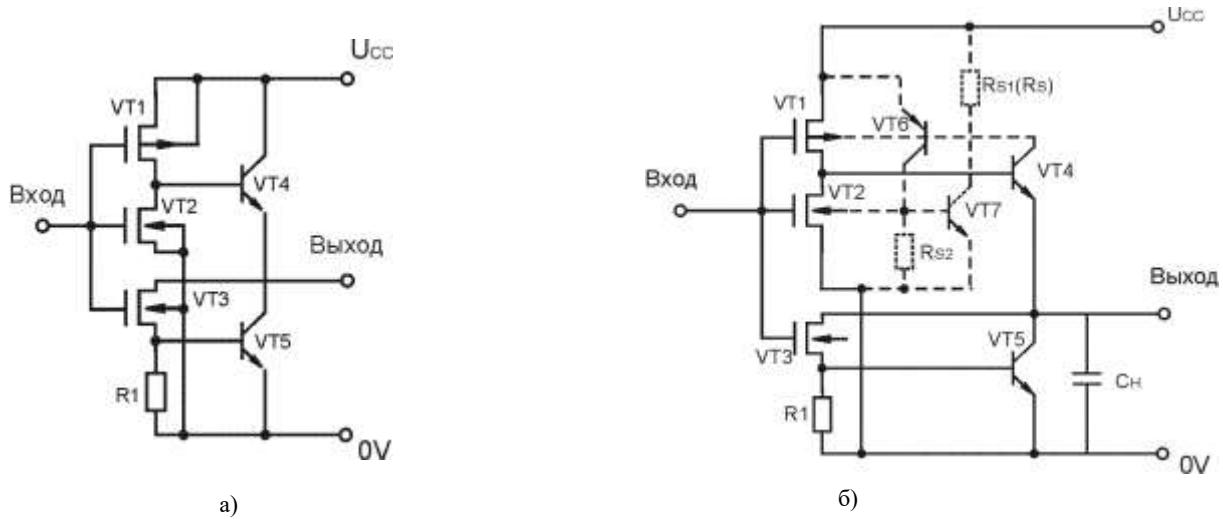 UCC
VT1
VT4
Вход
VT2
Выход
VT3
VT5
R1
0V
а)
UCC
RS1(RS)
VT1
VT6
VT4
Вход
VT2
VT7
RS2
Выход
VT3
VT5
CН
R1
0V
б)